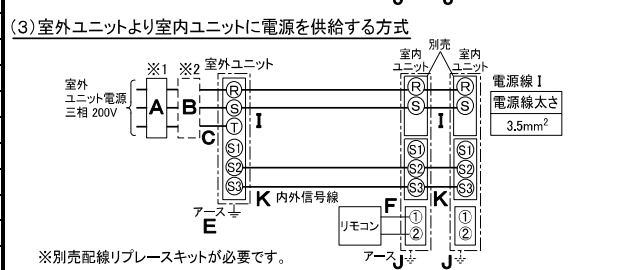 (3)室外ユニットより室内ユニットに電源を供給する方式
※1 ※2 室外ユニット
別売
室内
ユニット
室内
ユニット
室外
ユニット電源
三相 200V
A
B
C
R
S
T
S1
S2
S3
I
R
S
S1
S2
S3
I
R
S
S1
S2
S3
電源線 I
電源線太さ
3.5mm²
K 内外信号線
K
F
リモコン
①
②
①
②
アース
E
アース
J
J
※別売配線リプレースキットが必要です。